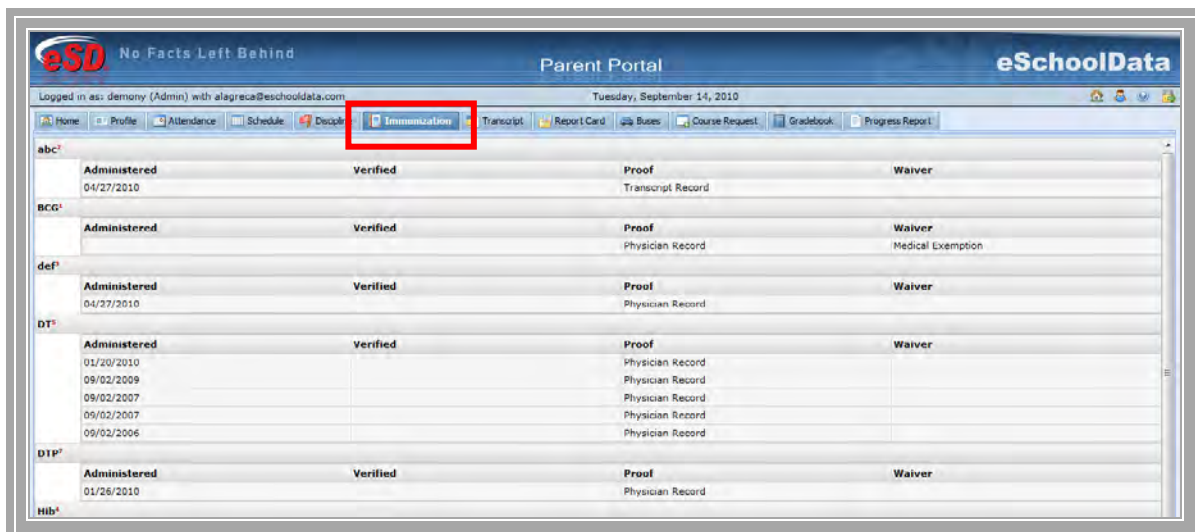 eSD No Facts Left Behind
Parent Portal
eSchoolData
Logged in as: demony (Admin) with alagreca@eschooldata.com Tuesday, September 14, 2010
Home Profile Attendance Schedule Discipline Immunization Transcript Report Card Buses Course Request Gradebook Progress Report
abc
Administered Verified Proof Waiver
04/27/2010 Transcript Record
BCG
Administered Verified Proof Waiver
Physician Record Medical Exemption
def
Administered Verified Proof Waiver
04/27/2010 Physician Record
DT
Administered Verified Proof Waiver
01/20/2010 Physician Record
09/02/2009 Physician Record
09/02/2007 Physician Record
09/02/2007 Physician Record
09/02/2006 Physician Record
DTP
Administered Verified Proof Waiver
01/26/2010 Physician Record
Hib